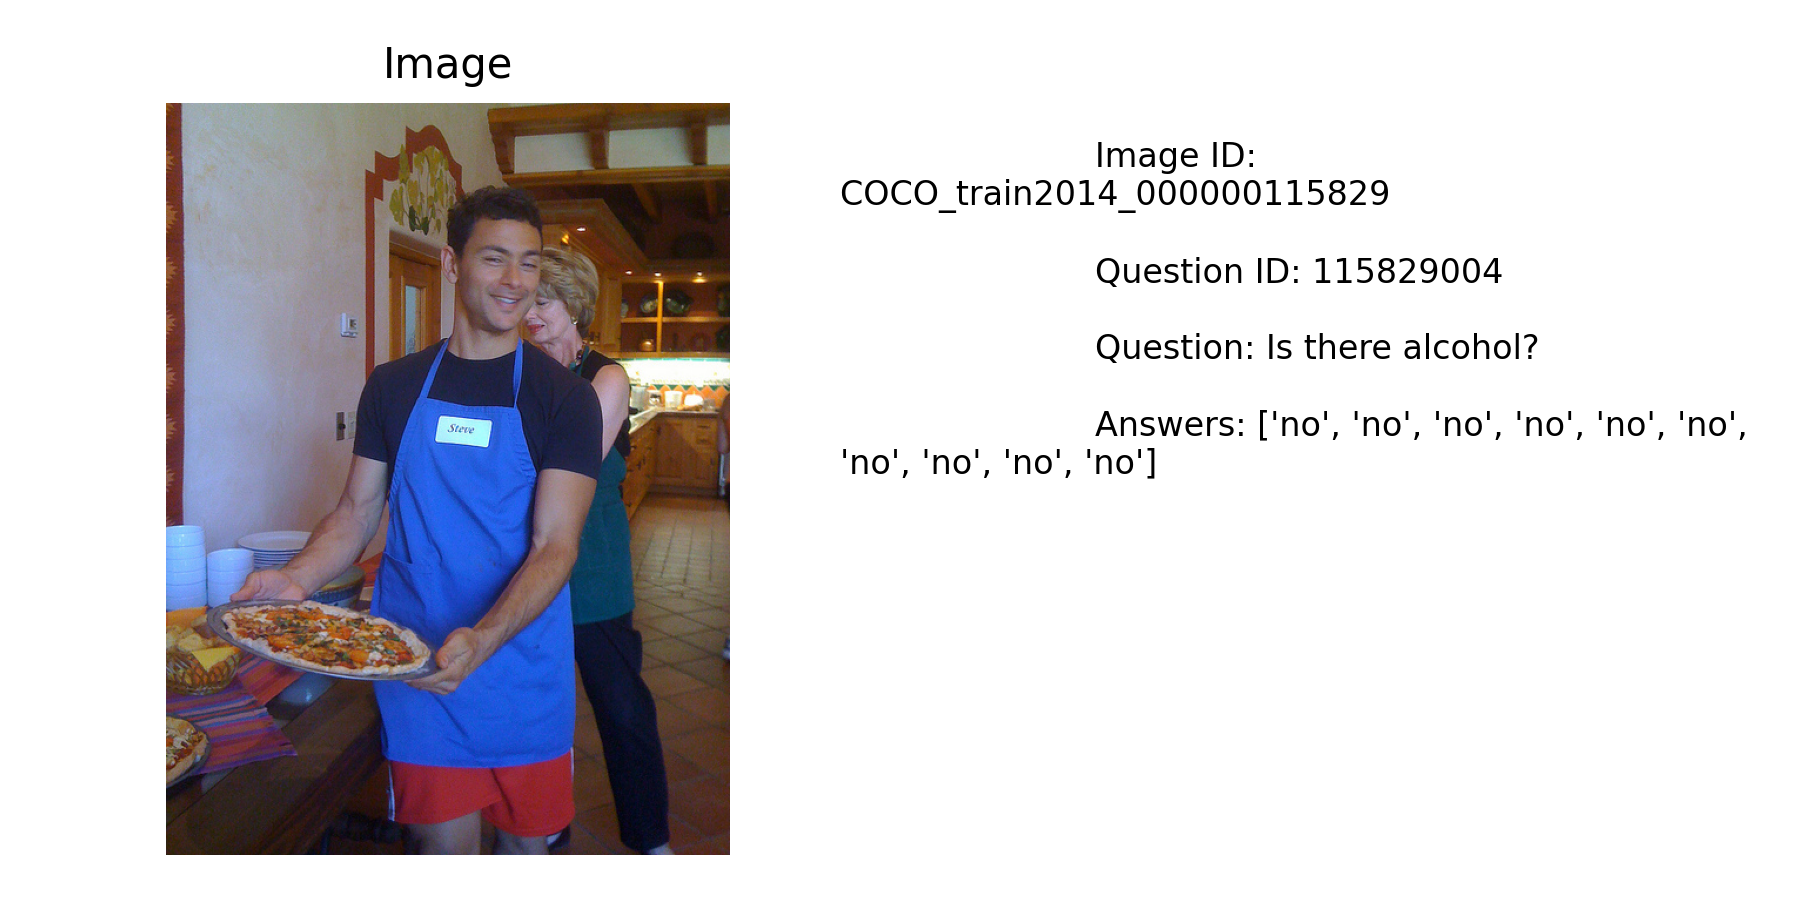 Image
Steve
Image ID:
COCO_train2014_000000115829
Question ID: 115829004
Question: Is there alcohol?
Answers: ['no', 'no', 'no', 'no', 'no', 'no',
'no', 'no', 'no', 'no']